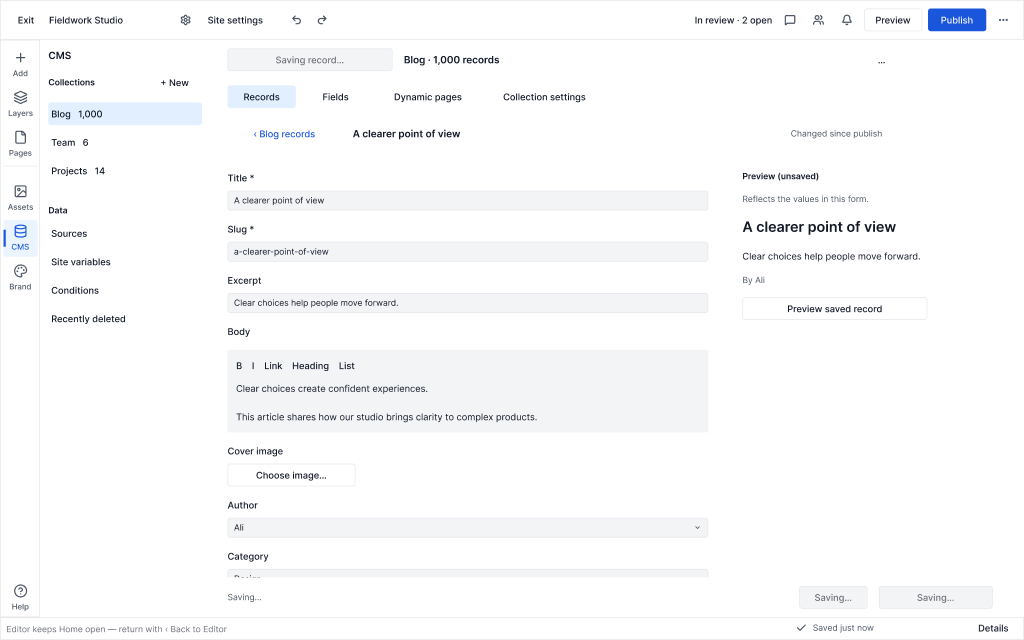 Exit Fieldwork Studio Site settings In review · 2 open Preview Publish ...
Add
Layers
Pages
Assets
CMS
Brand
Help
CMS
Collections + New
Blog 1,000
Team 6
Projects 14
Data
Sources
Site variables
Conditions
Recently deleted
Saving record... Blog · 1,000 records ...
Records Fields Dynamic pages Collection settings
‹ Blog records A clearer point of view Changed since publish
Title *
A clearer point of view
Slug *
a-clearer-point-of-view
Excerpt
Clear choices help people move forward.
Body
B I Link Heading List
Clear choices create confident experiences.
This article shares how our studio brings clarity to complex products.
Cover image
Choose image...
Author
Ali
Category
Preview (unsaved)
Reflects the values in this form.
A clearer point of view
Clear choices help people move forward.
By Ali
Preview saved record
Saving... Saving... Saving...
Editor keeps Home open — return with ‹ Back to Editor Saved just now Details